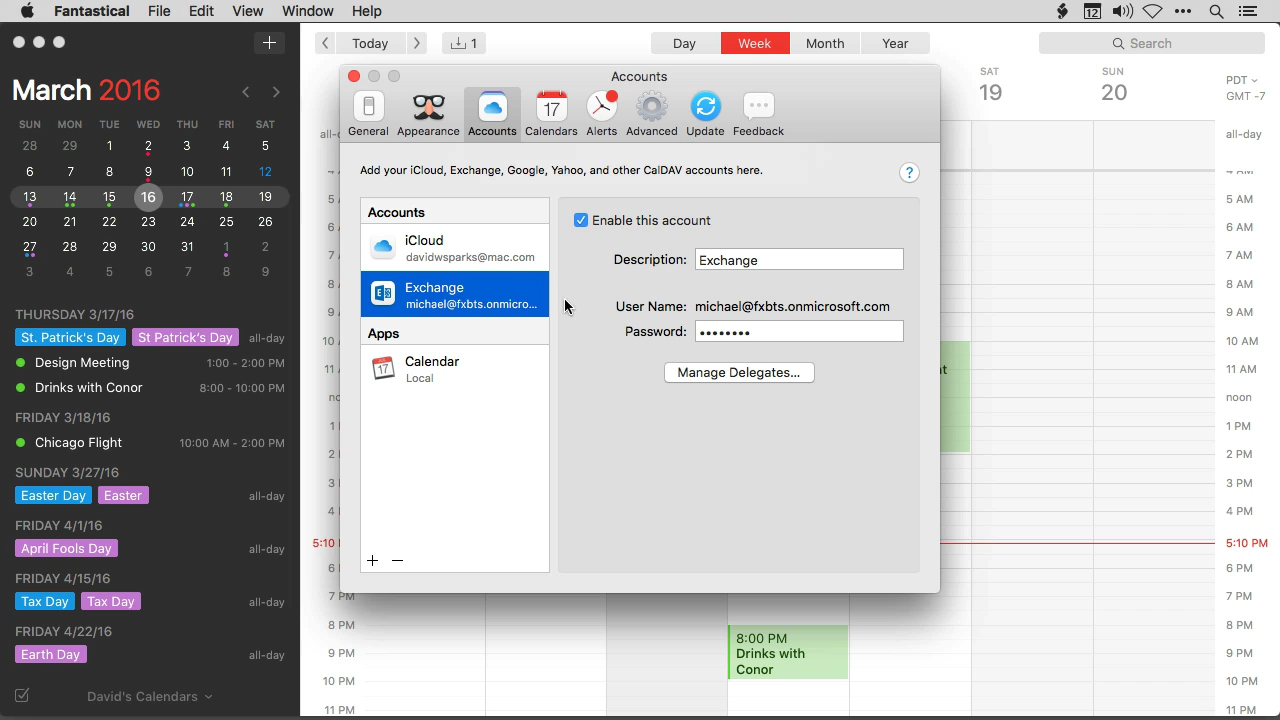 Fantastical File Edit View Window Help
12
March 2016
SUN MON TUE WED THU FRI SAT
28 29 1 2 3 4 5
6 7 8 9 10 11 12
13 14 15 16 17 18 19
20 21 22 23 24 25 26
27 28 29 30 31 1 2
3 4 5 6 7 8 9
THURSDAY 3/17/16
St. Patrick's Day St Patrick's Day all-day
Design Meeting 1:00 - 2:00 PM
Drinks with Conor 8:00 - 10:00 PM
FRIDAY 3/18/16
Chicago Flight 10:00 AM - 2:00 PM
SUNDAY 3/27/16
Easter Day Easter all-day
FRIDAY 4/1/16
April Fools Day all-day
FRIDAY 4/15/16
Tax Day Tax Day all-day
FRIDAY 4/22/16
Earth Day all-day
David's Calendars
Today 1 Day Week Month Year Search
SAT
19
SUN
20
PDT
GMT -7
Accounts
17
General Appearance Accounts Calendars Alerts Advanced Update Feedback
Add your iCloud, Exchange, Google, Yahoo, and other CalDAV accounts here.
?
Accounts
iCloud
davidwsparks@mac.com
Exchange
michael@fxbts.onmicro...
Apps
17
Calendar
Local
+ −
Enable this account
Description: Exchange
User Name: michael@fxbts.onmicrosoft.com
Password: ••••••••
Manage Delegates...
5:10
7 PM
8 PM
9 PM
10 PM
11 PM
8:00 PM
Drinks with
Conor
all-day
5 AM
6 AM
7 AM
8 AM
9 AM
10 AM
11 AM
noon
1 PM
2 PM
3 PM
4 PM
5:10 PM
6 PM
7 PM
8 PM
9 PM
10 PM
11 PM